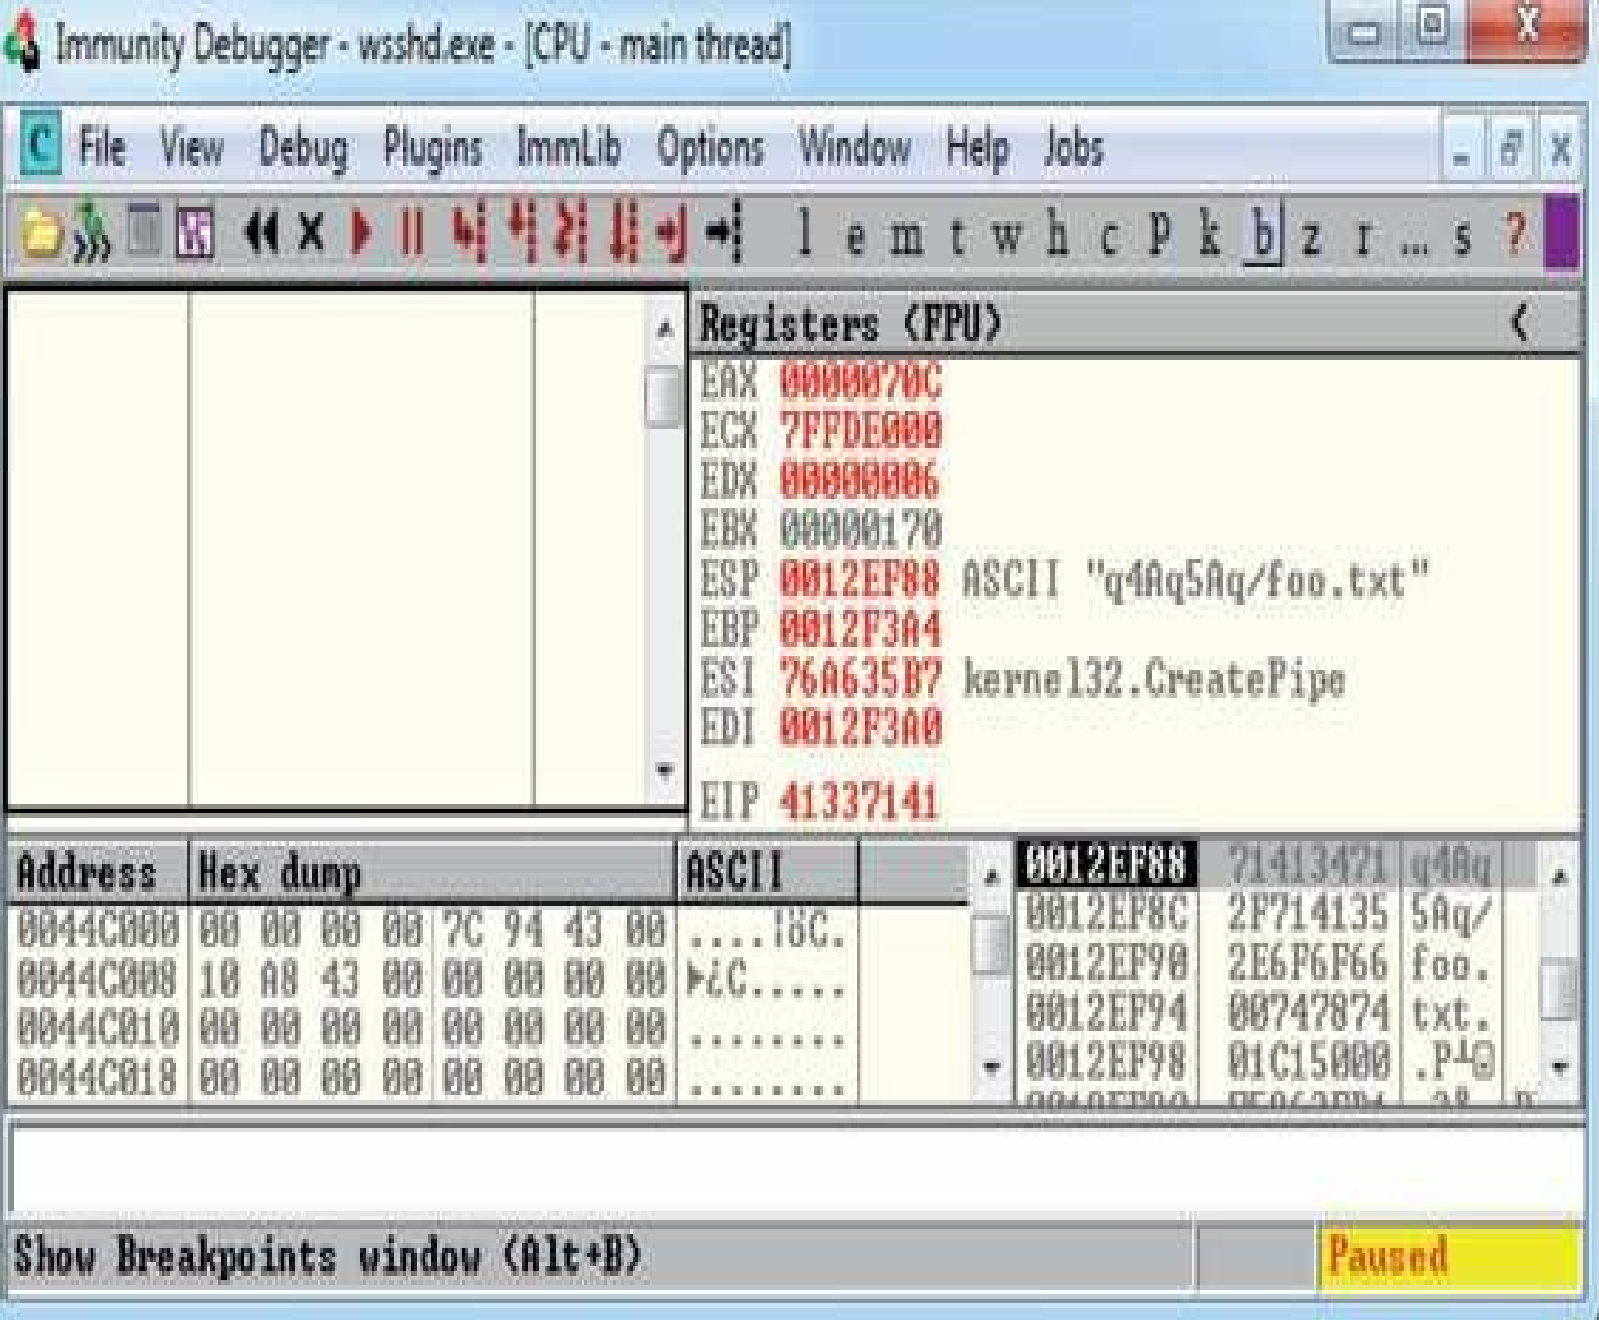 Immunity Debugger - wsshd.exe - [CPU - main thread]
C File View Debug Plugins ImmLib Options Window Help Jobs
l e m t w h c P k b z r ... s ?
Registers (FPU) <
EAX 0000070C
ECX 7FFDE000
EDX 00000006
EBX 00000170
ESP 0012EF88 ASCII "q4Aq5Aq/foo.txt"
EBP 0012F3A4
ESI 76A635B7 kernel32.CreatePipe
EDI 0012F3A0
EIP 41337141
Address Hex dump ASCII
0044C000 00 00 00 00 7C 94 43 00 ....|öC.
0044C008 10 A8 43 00 00 00 00 00 ►¿C.....
0044C010 00 00 00 00 00 00 00 00 ........
0044C018 00 00 00 00 00 00 00 00 ........
0012EF88 71413471 q4Aq
0012EF8C 2F714135 5Aq/
0012EF90 2E6F6F66 foo.
0012EF94 00747874 txt.
0012EF98 01C15000 .P┴☺
Show Breakpoints window (Alt+B)
Paused